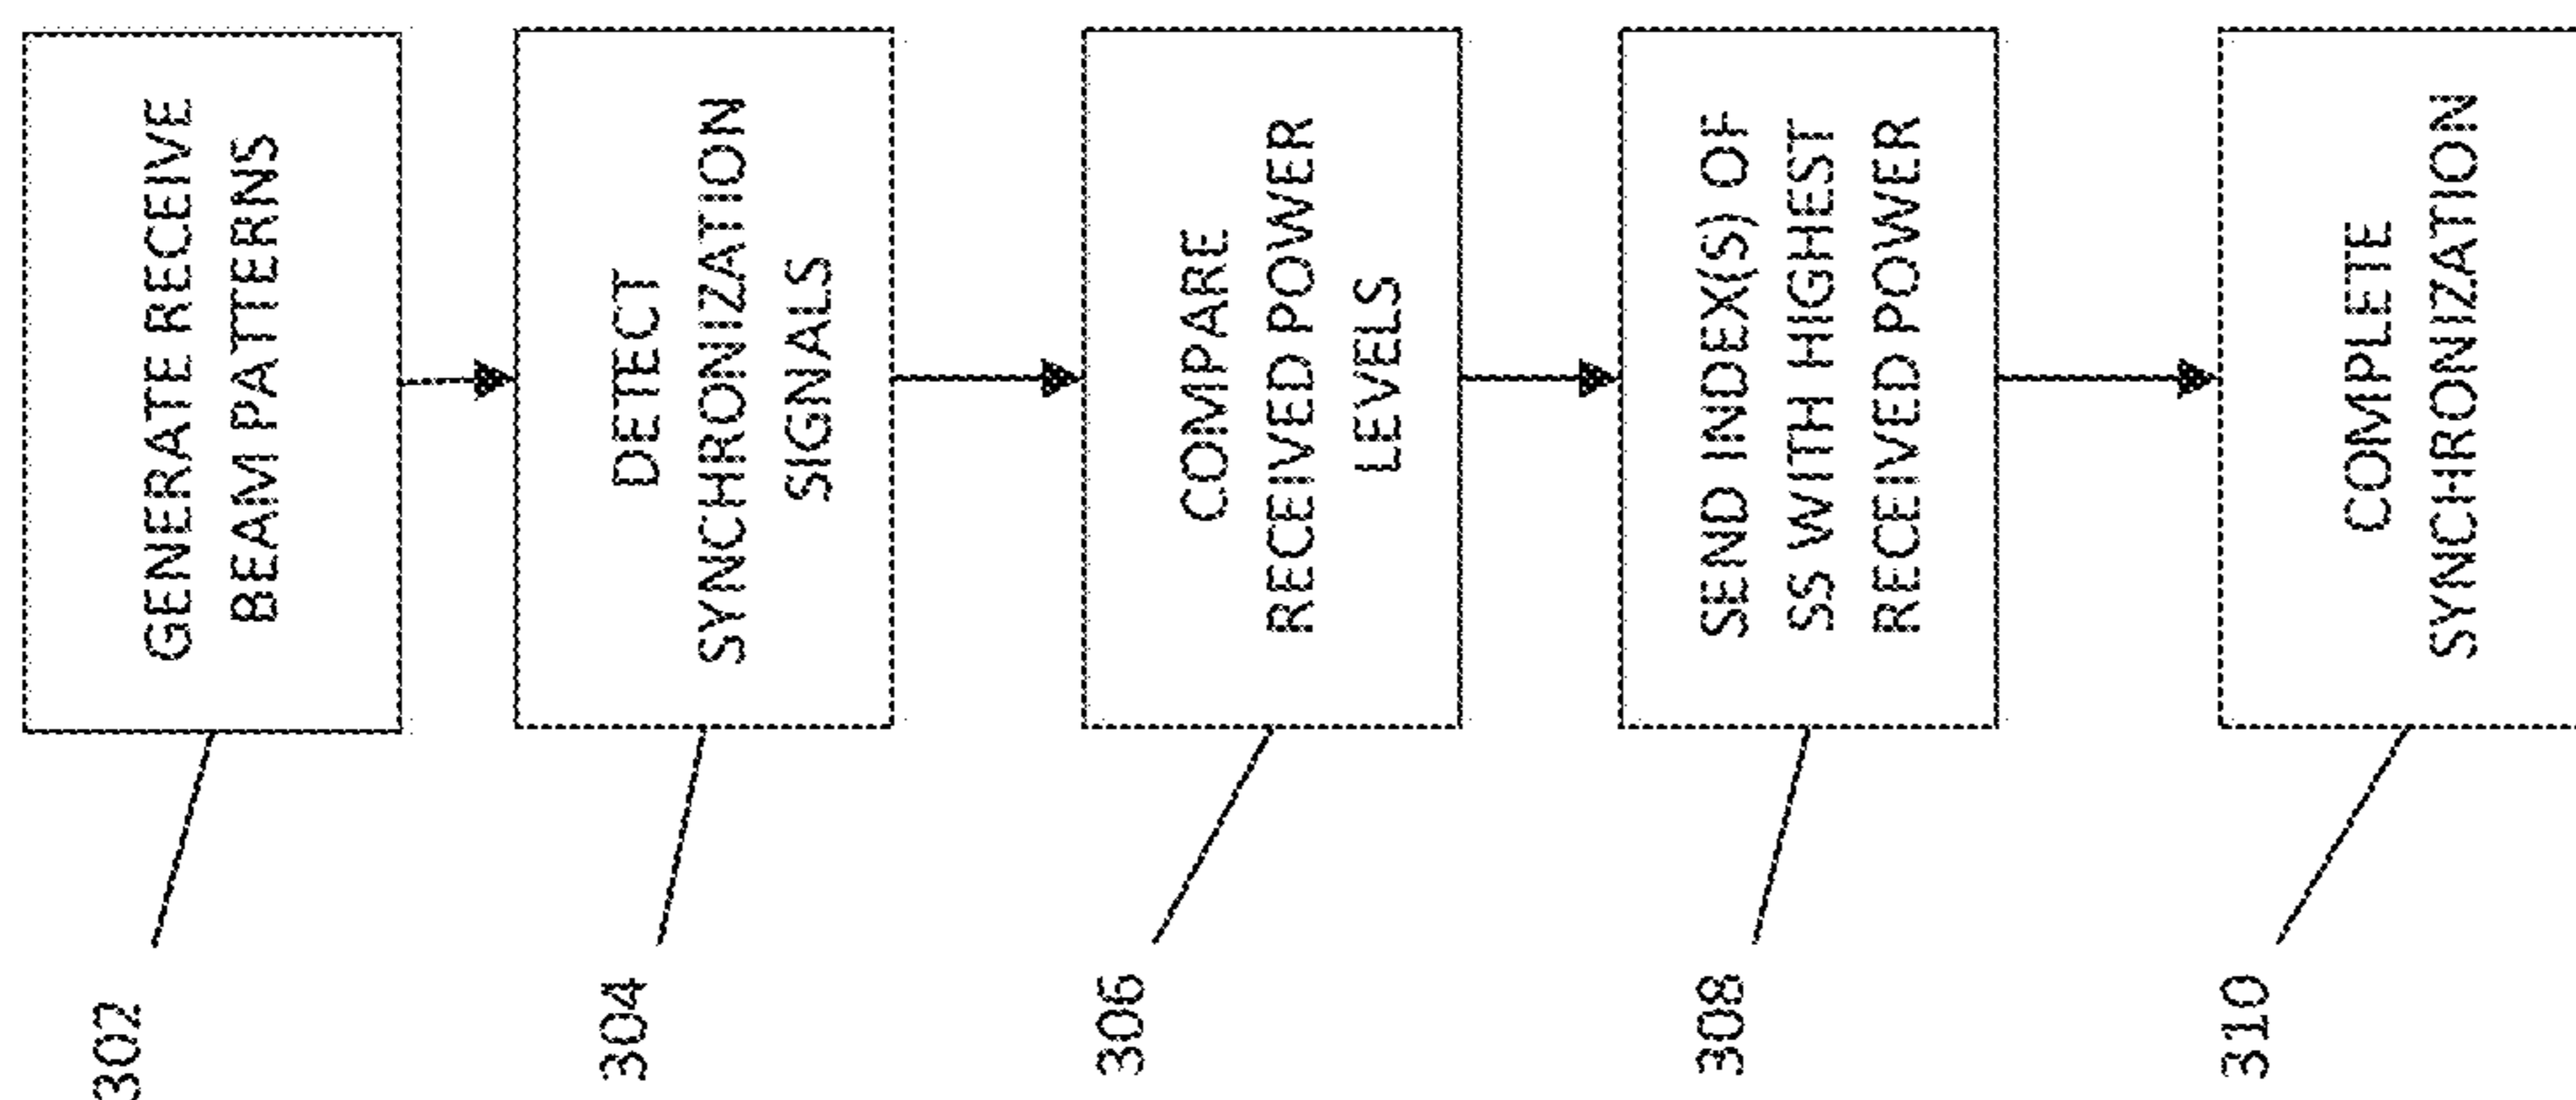 302
GENERATE RECEIVE
BEAM PATTERNS
304
DETECT
SYNCHRONIZATION
SIGNALS
306
COMPARE
RECEIVED POWER
LEVELS
308
SEND INDEX(S) OF
SS WITH HIGHEST
RECEIVED POWER
310
COMPLETE
SYNCHRONIZATION